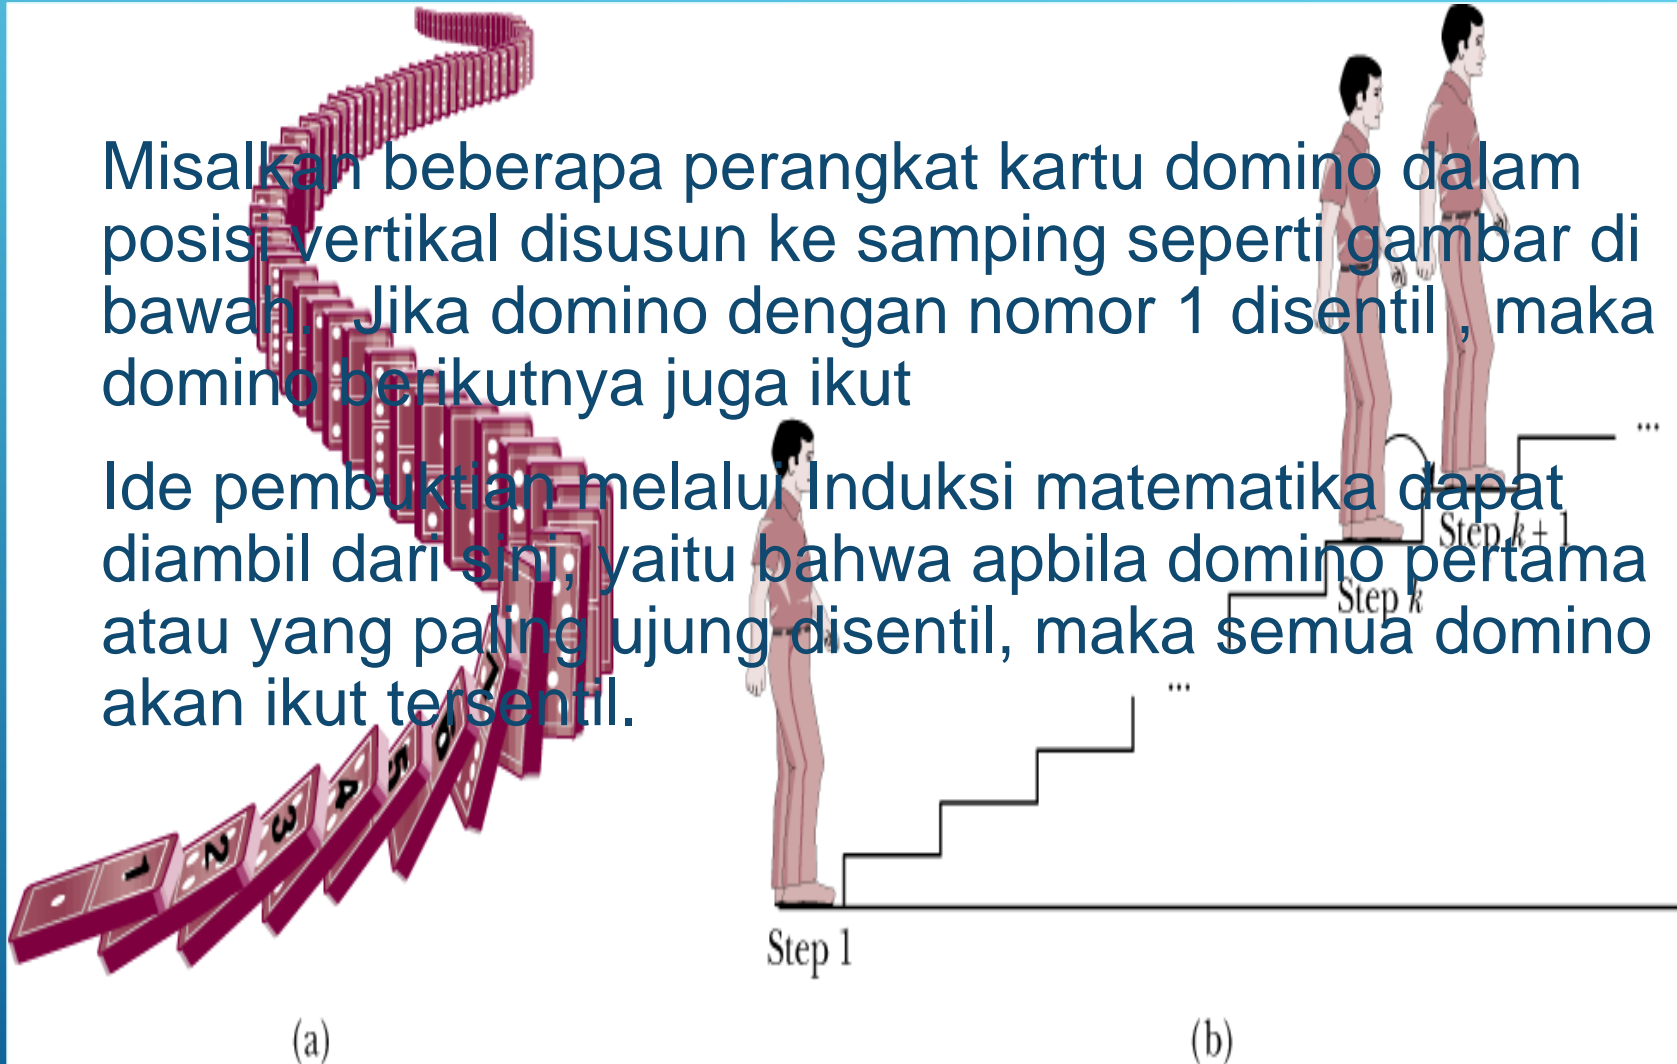 Misalkan beberapa perangkat kartu domino dalam
posisi vertikal disusun ke samping seperti gambar di
bawah. Jika domino dengan nomor 1 disentil , maka
domino berikutnya juga ikut
Ide pembuktian melalui Induksi matematika dapat
diambil dari sini, yaitu bahwa apbila domino pertama
atau yang paling ujung disentil, maka semua domino
akan ikut tersentil.
...
Step k + 1
Step k
...
7
6
5
4
3
2
1
Step 1
(a)
(b)